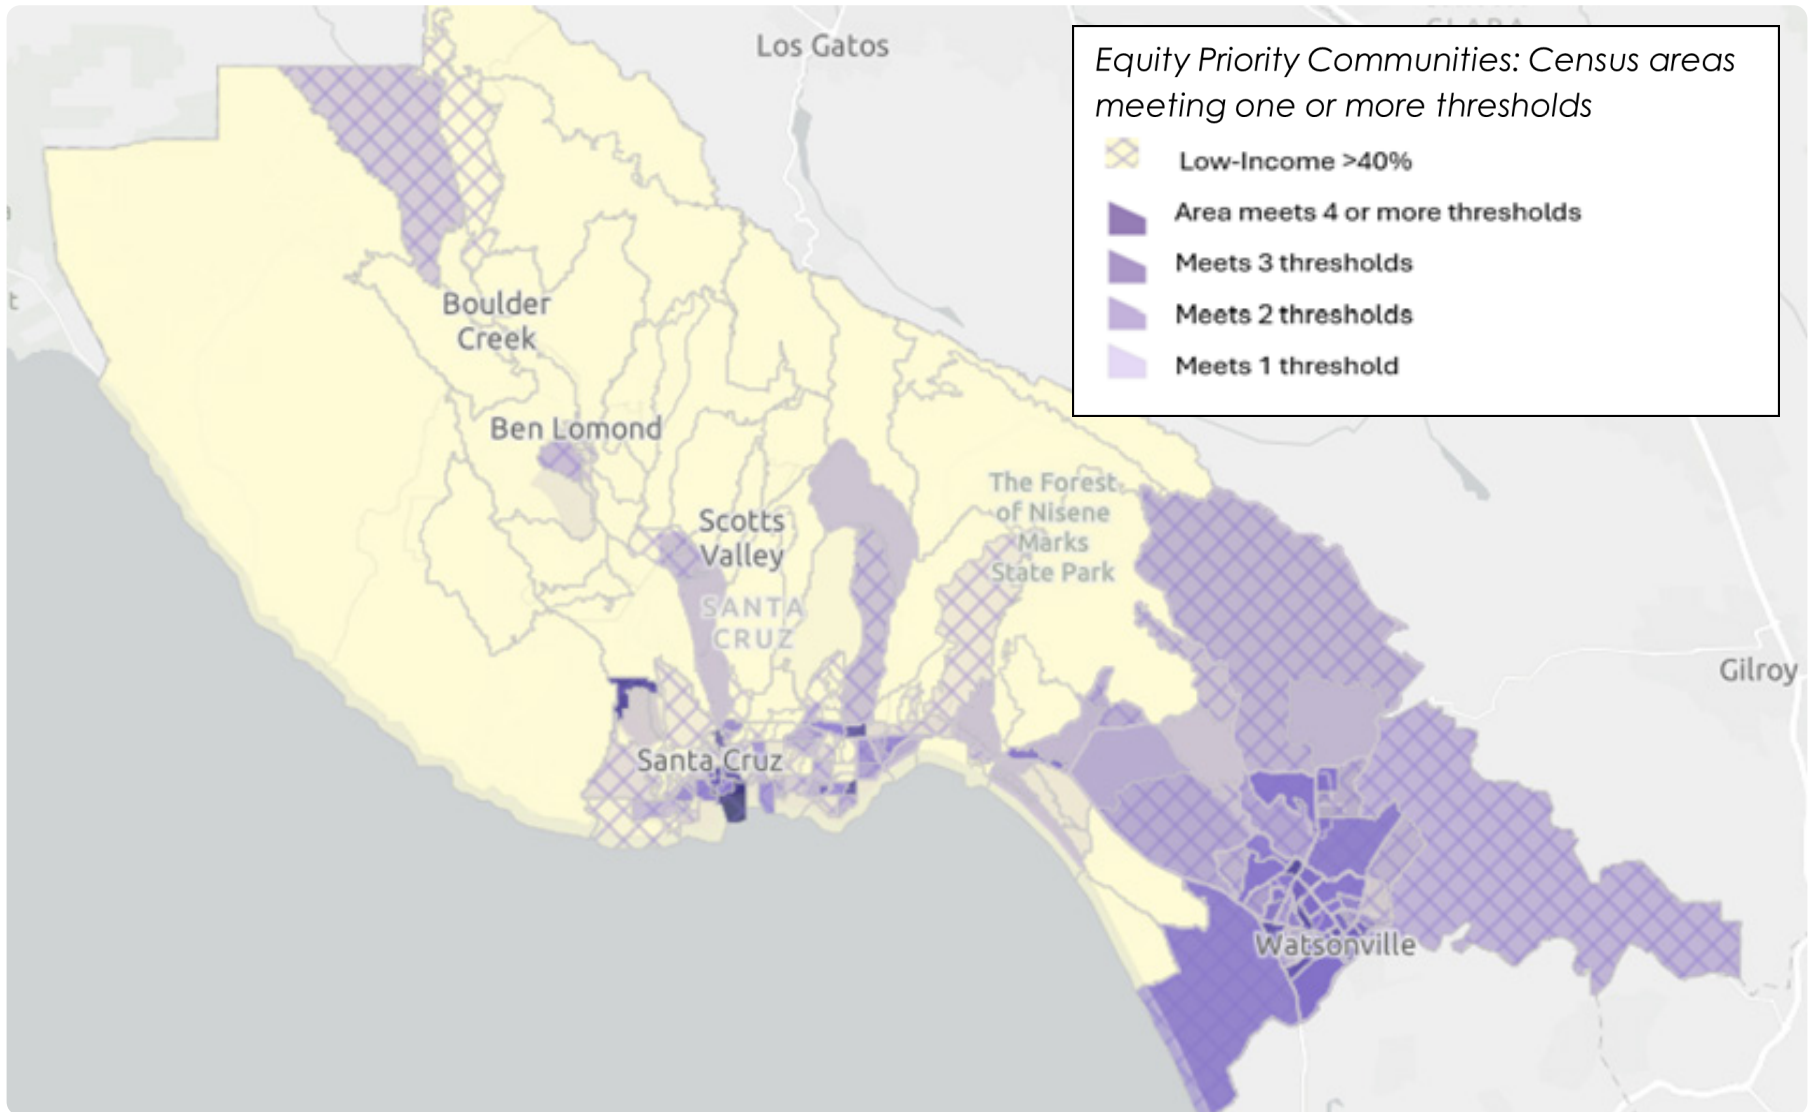 Los Gatos
Equity Priority Communities: Census areas
meeting one or more thresholds
Low-Income >40%
Area meets 4 or more thresholds
Meets 3 thresholds
Meets 2 thresholds
Meets 1 threshold
Boulder
Creek
Ben Lomond
The Forest
of Nisene
Marks
State Park
Scotts
Valley
SANTA
CRUZ
Gilroy
Santa Cruz
Watsonville